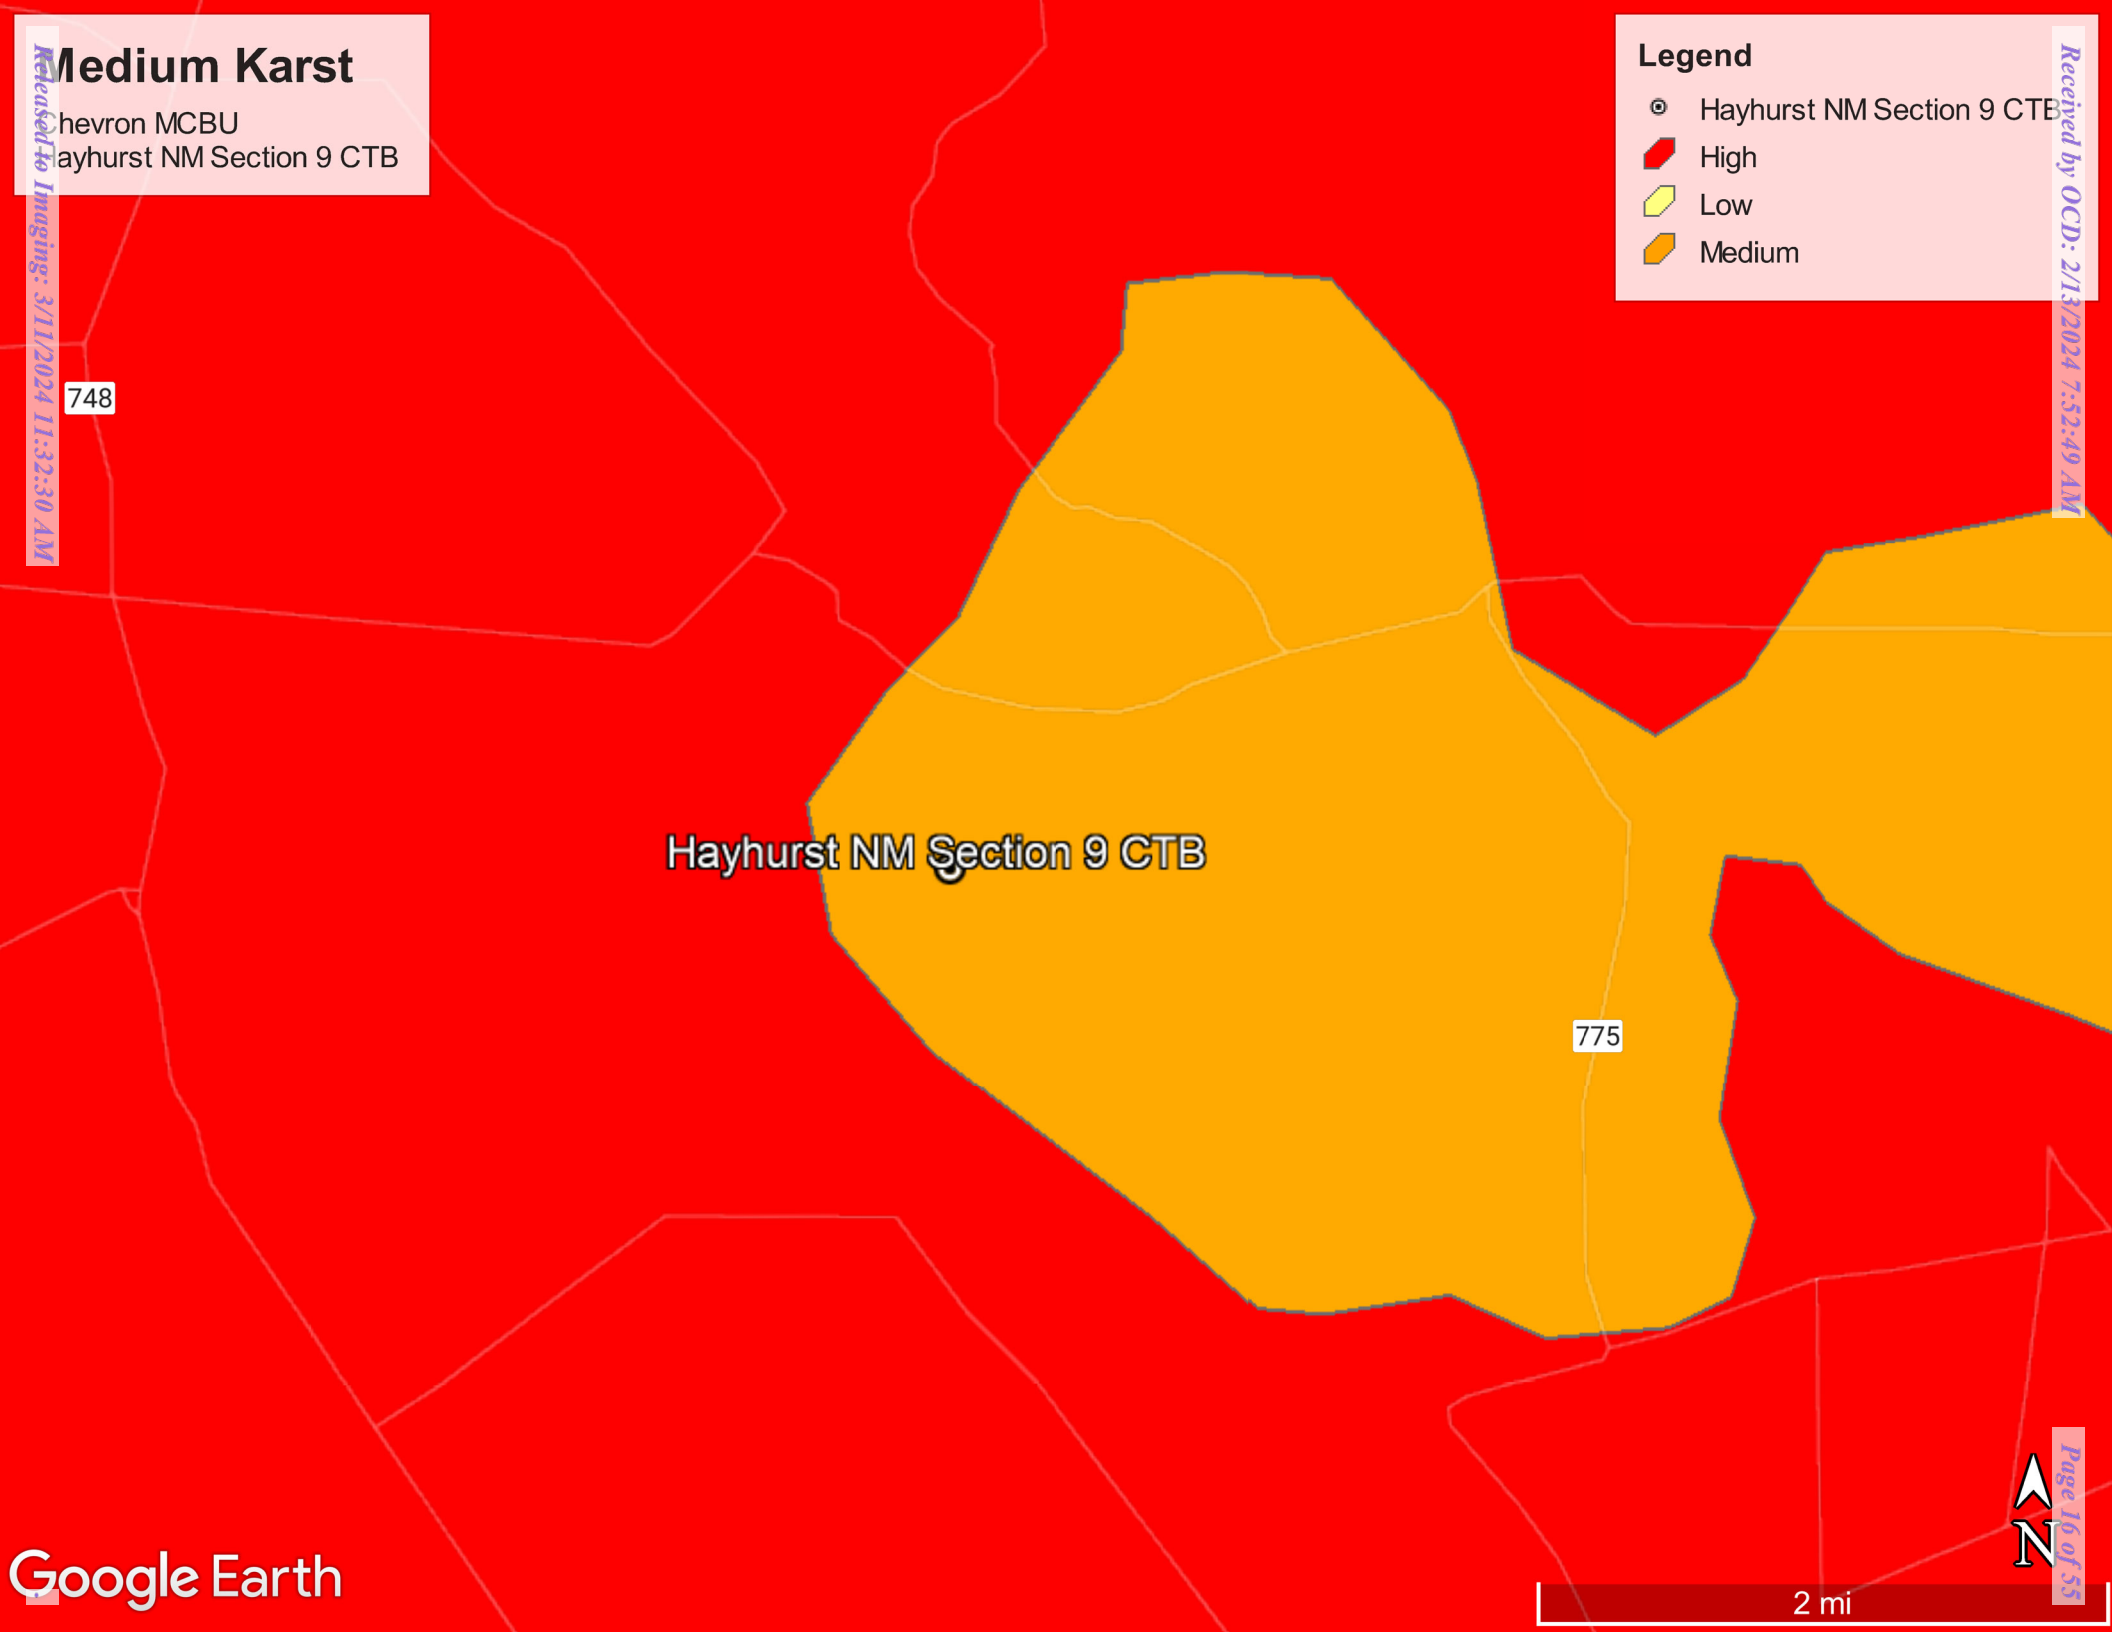 Medium Karst
Chevron MCBU
Hayhurst NM Section 9 CTB
Released to Imaging: 3/11/2024 11:32:30 AM
Legend
Hayhurst NM Section 9 CTB
High
Low
Medium
Received by OCD: 2/13/2024 7:52:49 AM
748
Hayhurst NM Section 9 CTB
775
N
Page 16 of 55
Google Earth
2 mi